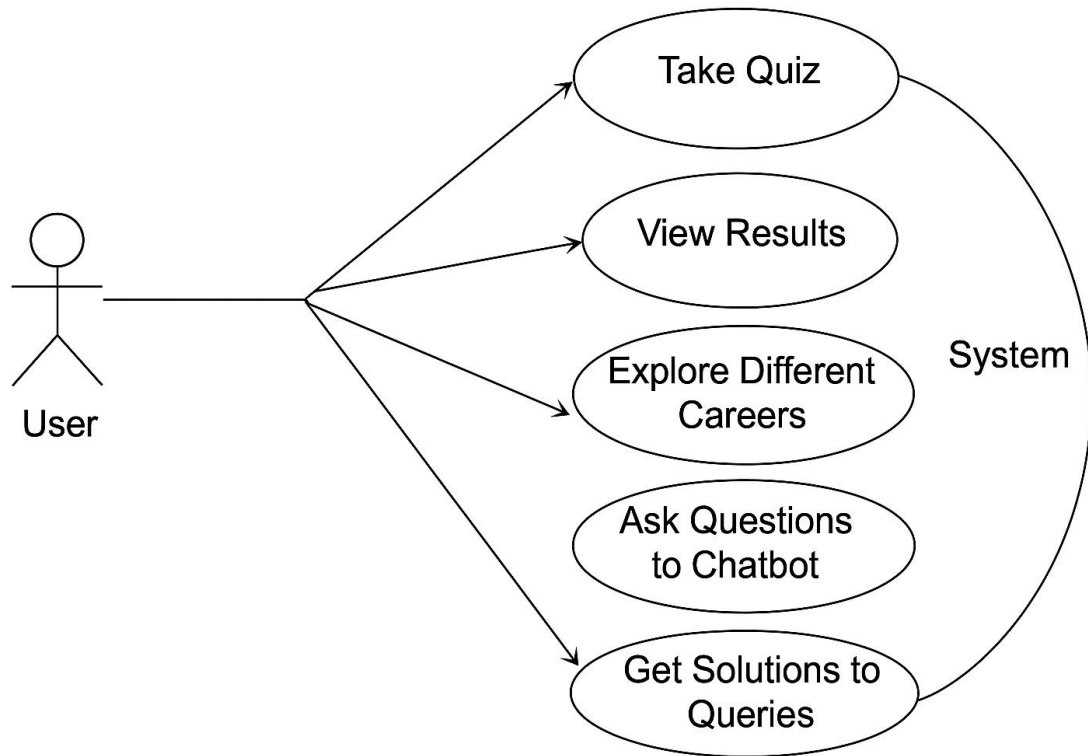 Take Quiz
View Results
Explore Different
Careers
System
User
Ask Questions
to Chatbot
Get Solutions to
Queries